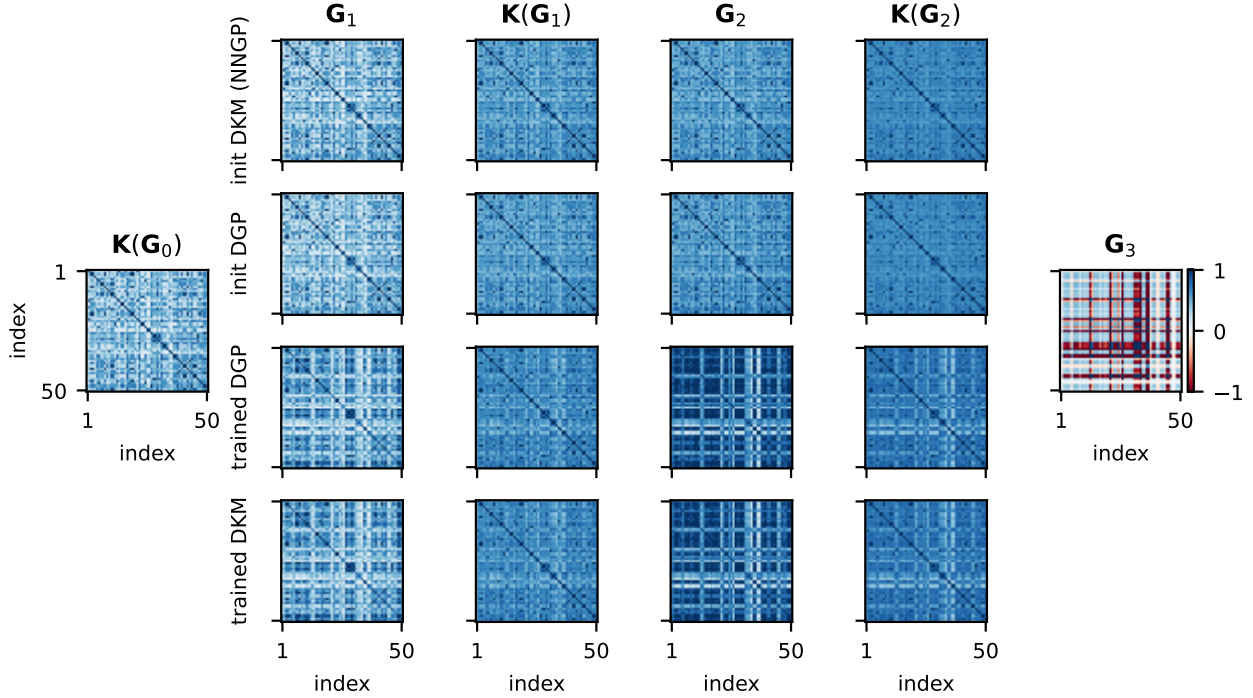 G₁ K(G₁) G₂ K(G₂)
init DKM (NNGP)
init DGP
K(G₀)
1
index
50
1 50
index
G₃
1
0
−1
1 50
index
trained DGP
trained DKM
1 50 1 50 1 50 1 50
index index index index